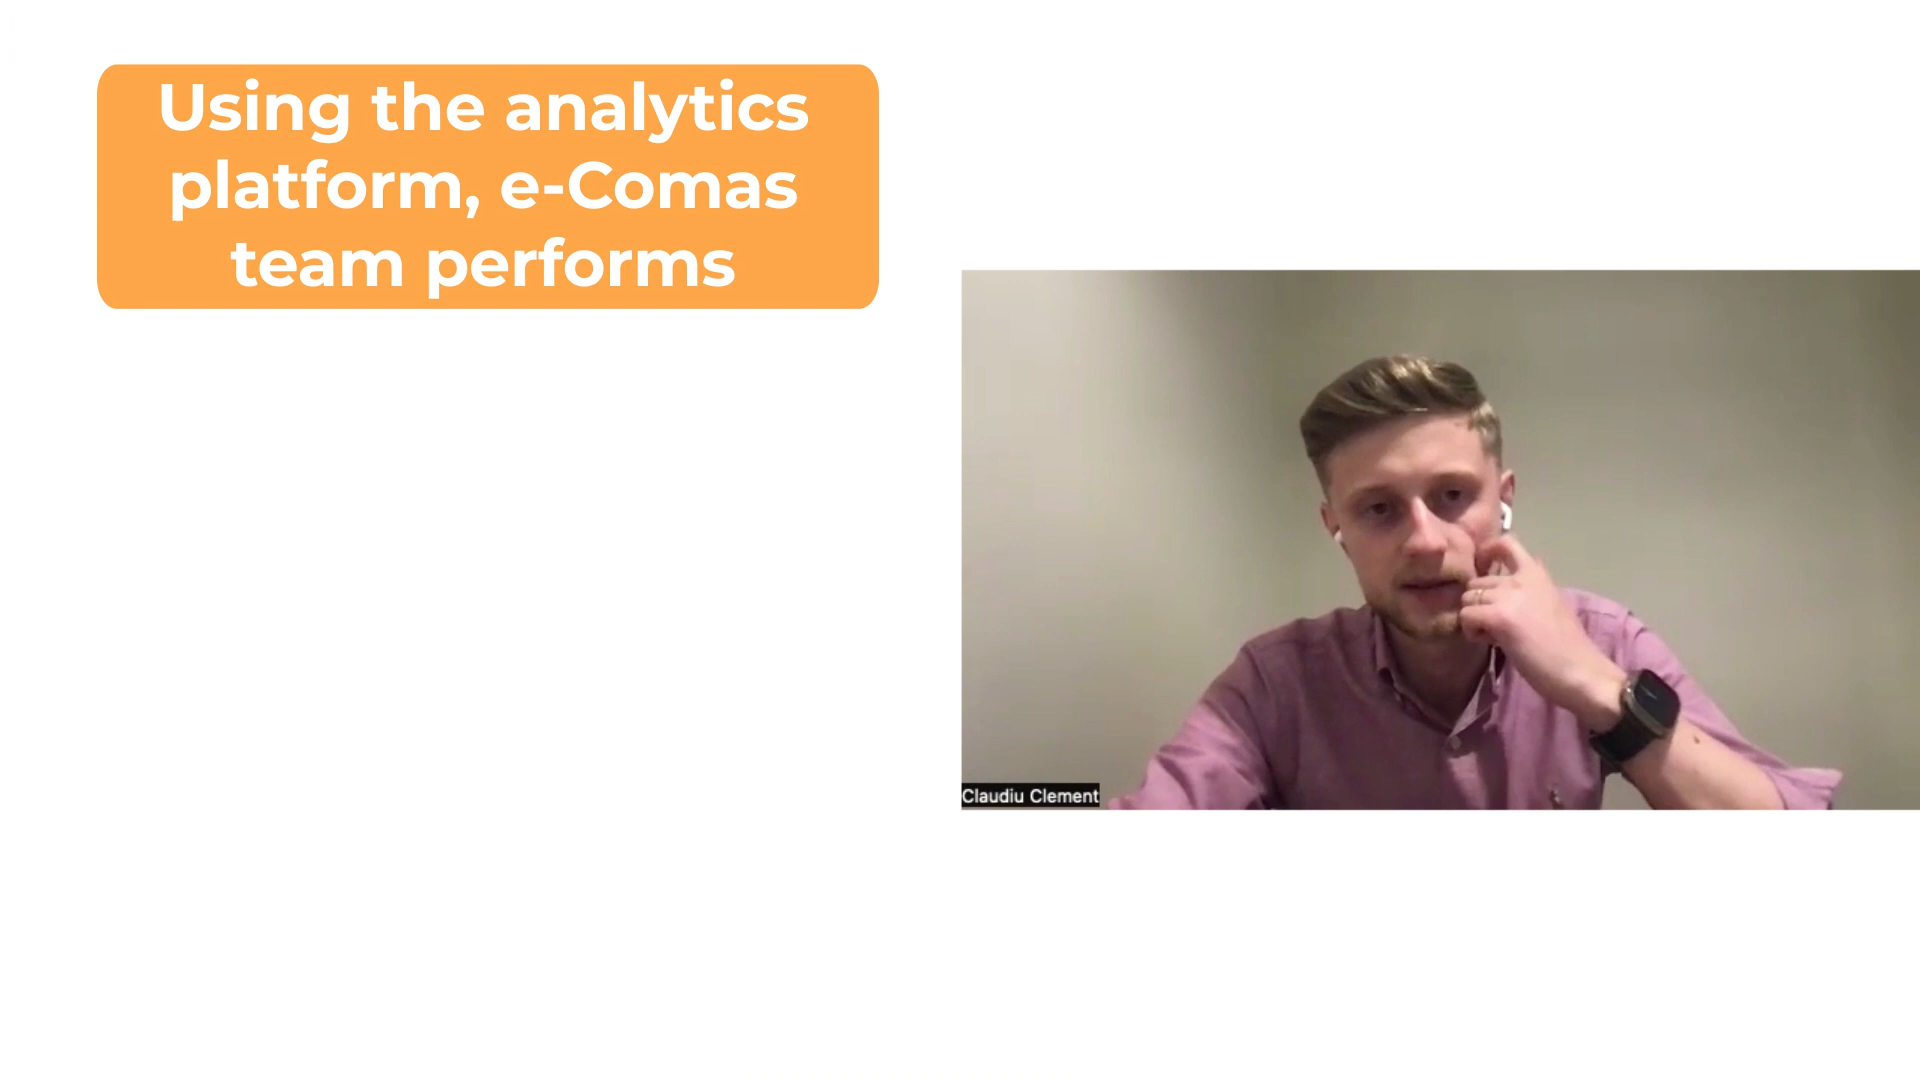 Using the analytics
platform, e-Comas
team performs
Claudiu Clement